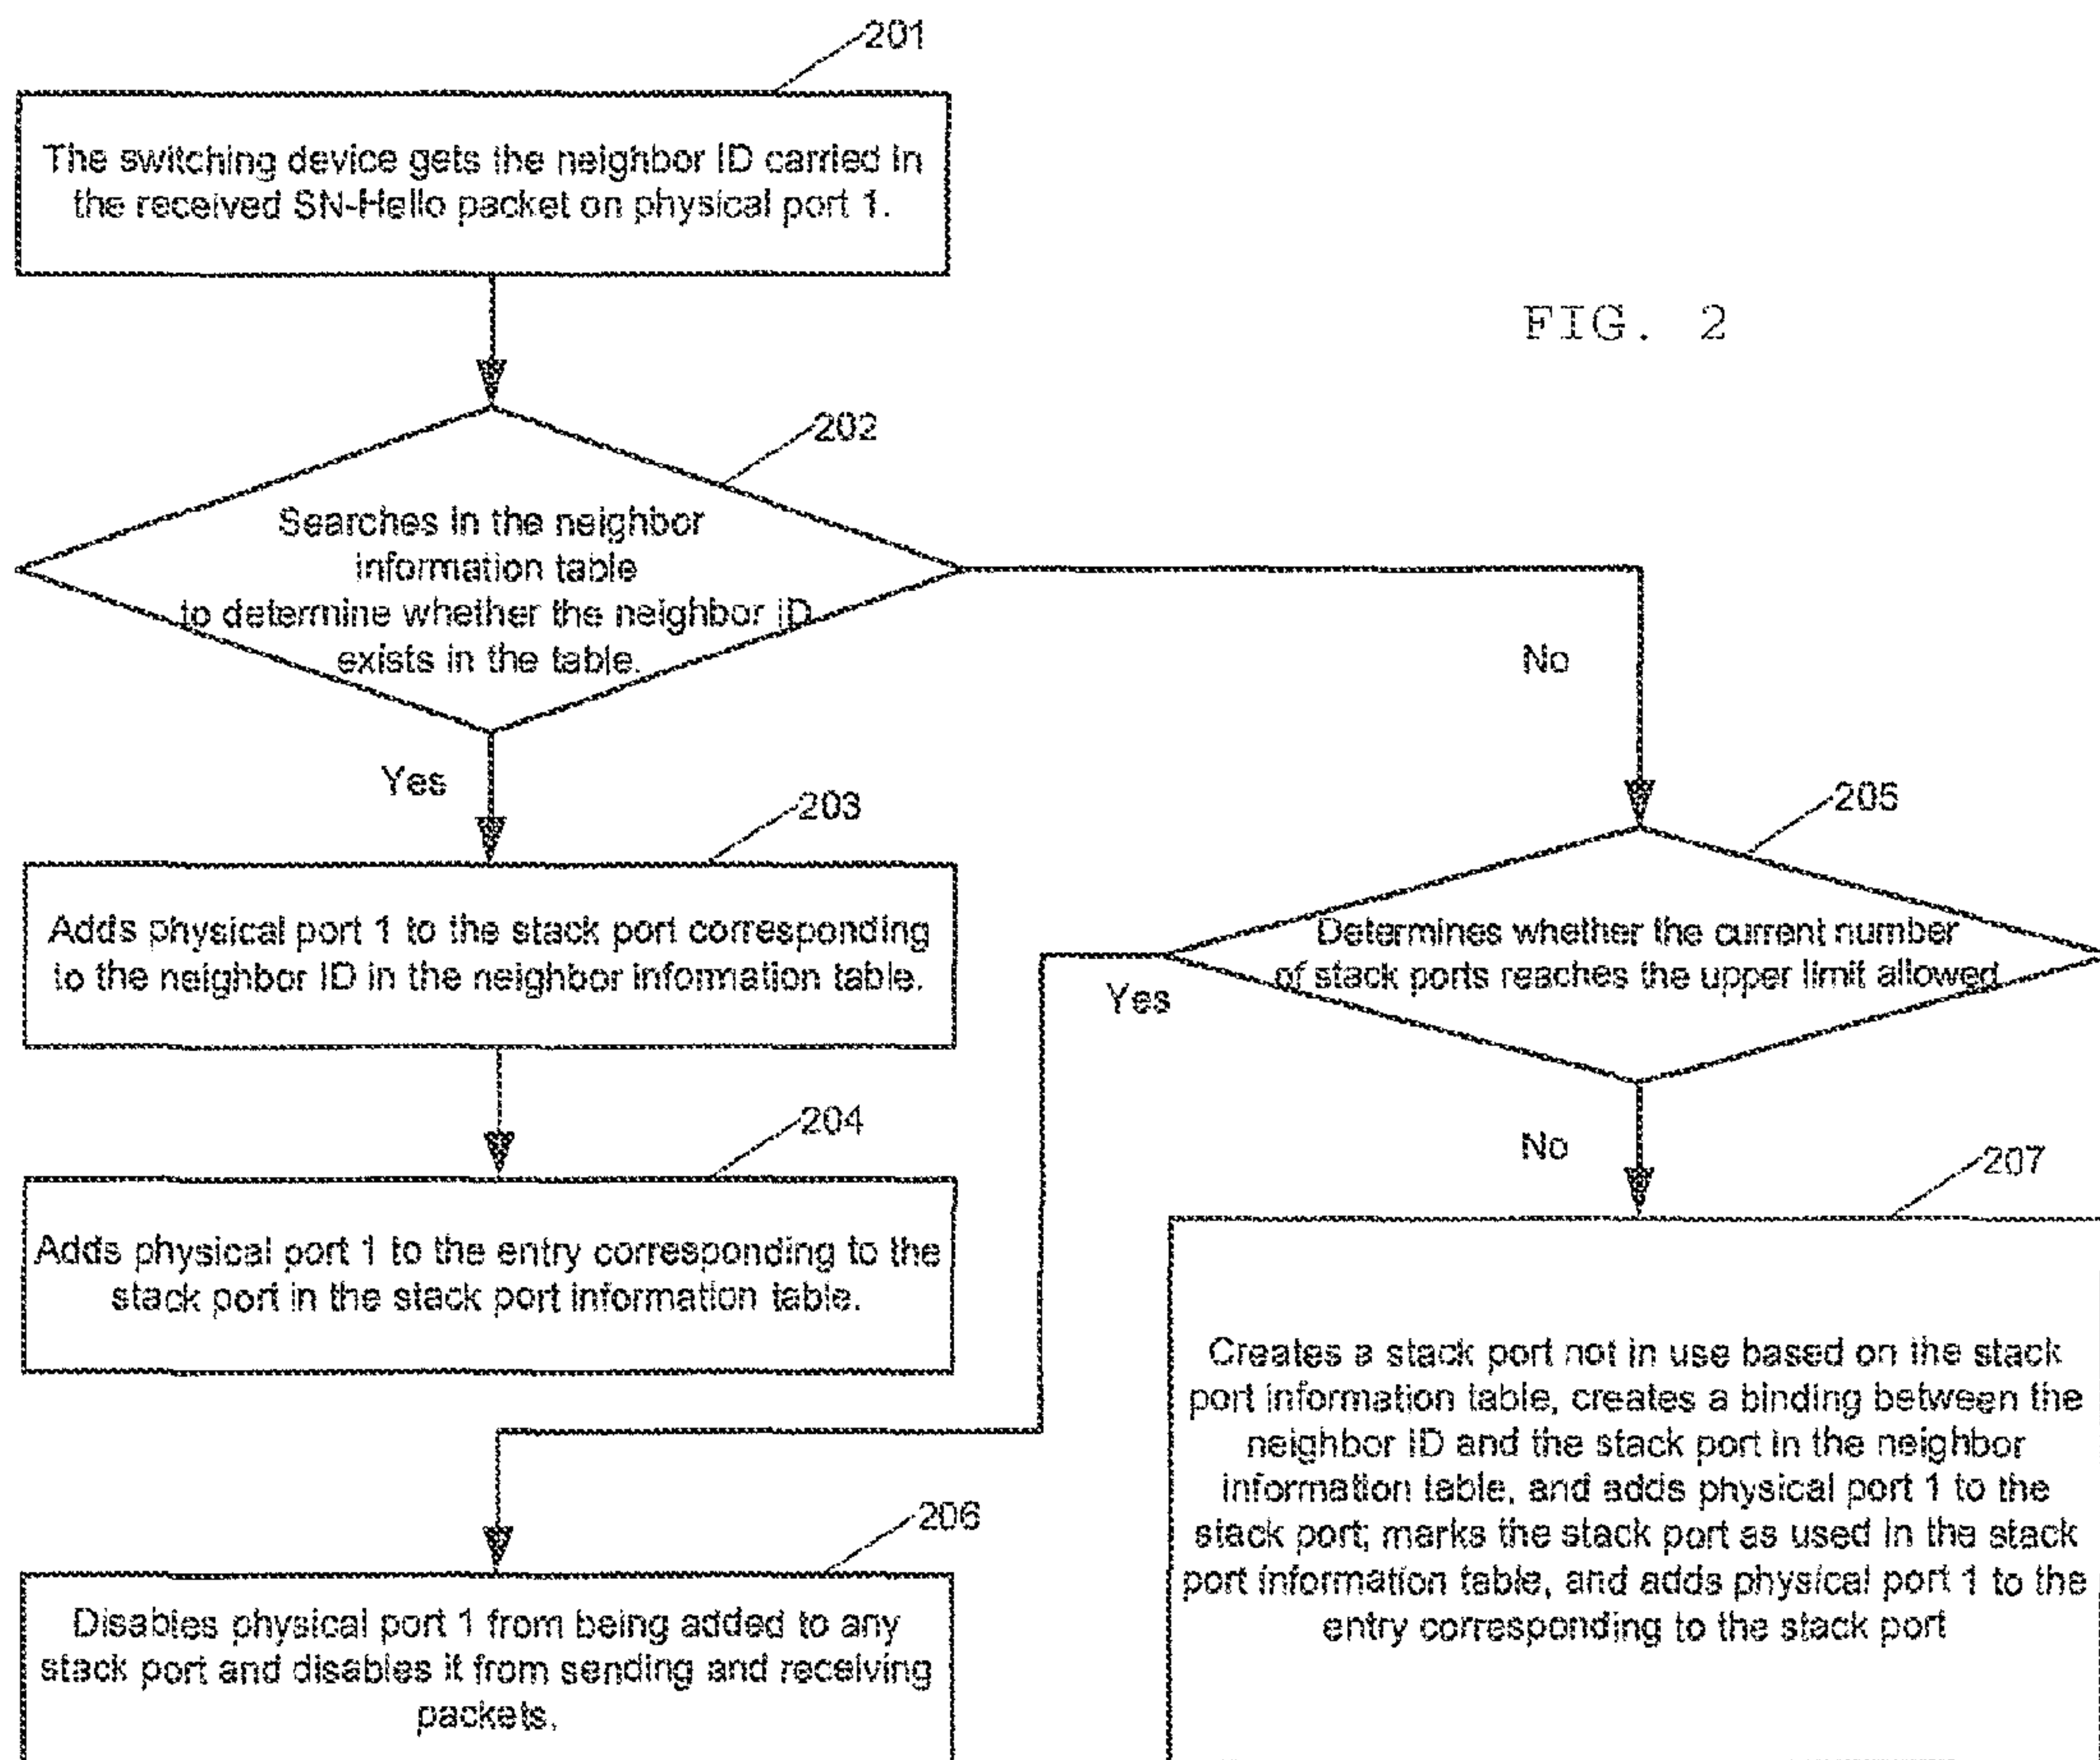 201
The switching device gets the neighbor ID carried in
the received SN-Hello packet on physical port 1.
FIG. 2
202
Searches in the neighbor
information table
to determine whether the neighbor ID
exists in the table.
No
Yes
203
205
Adds physical port 1 to the stack port corresponding
to the neighbor ID in the neighbor information table.
Determines whether the current number
of stack ports reaches the upper limit allowed
Yes
204
No
207
Adds physical port 1 to the entry corresponding to the
stack port in the stack port information table.
Creates a stack port not in use based on the stack
port information table, creates a binding between the
neighbor ID and the stack port in the neighbor
information table, and adds physical port 1 to the
stack port; marks the stack port as used in the stack
port information table, and adds physical port 1 to the
entry corresponding to the stack port
206
Disables physical port 1 from being added to any
stack port and disables it from sending and receiving
packets.